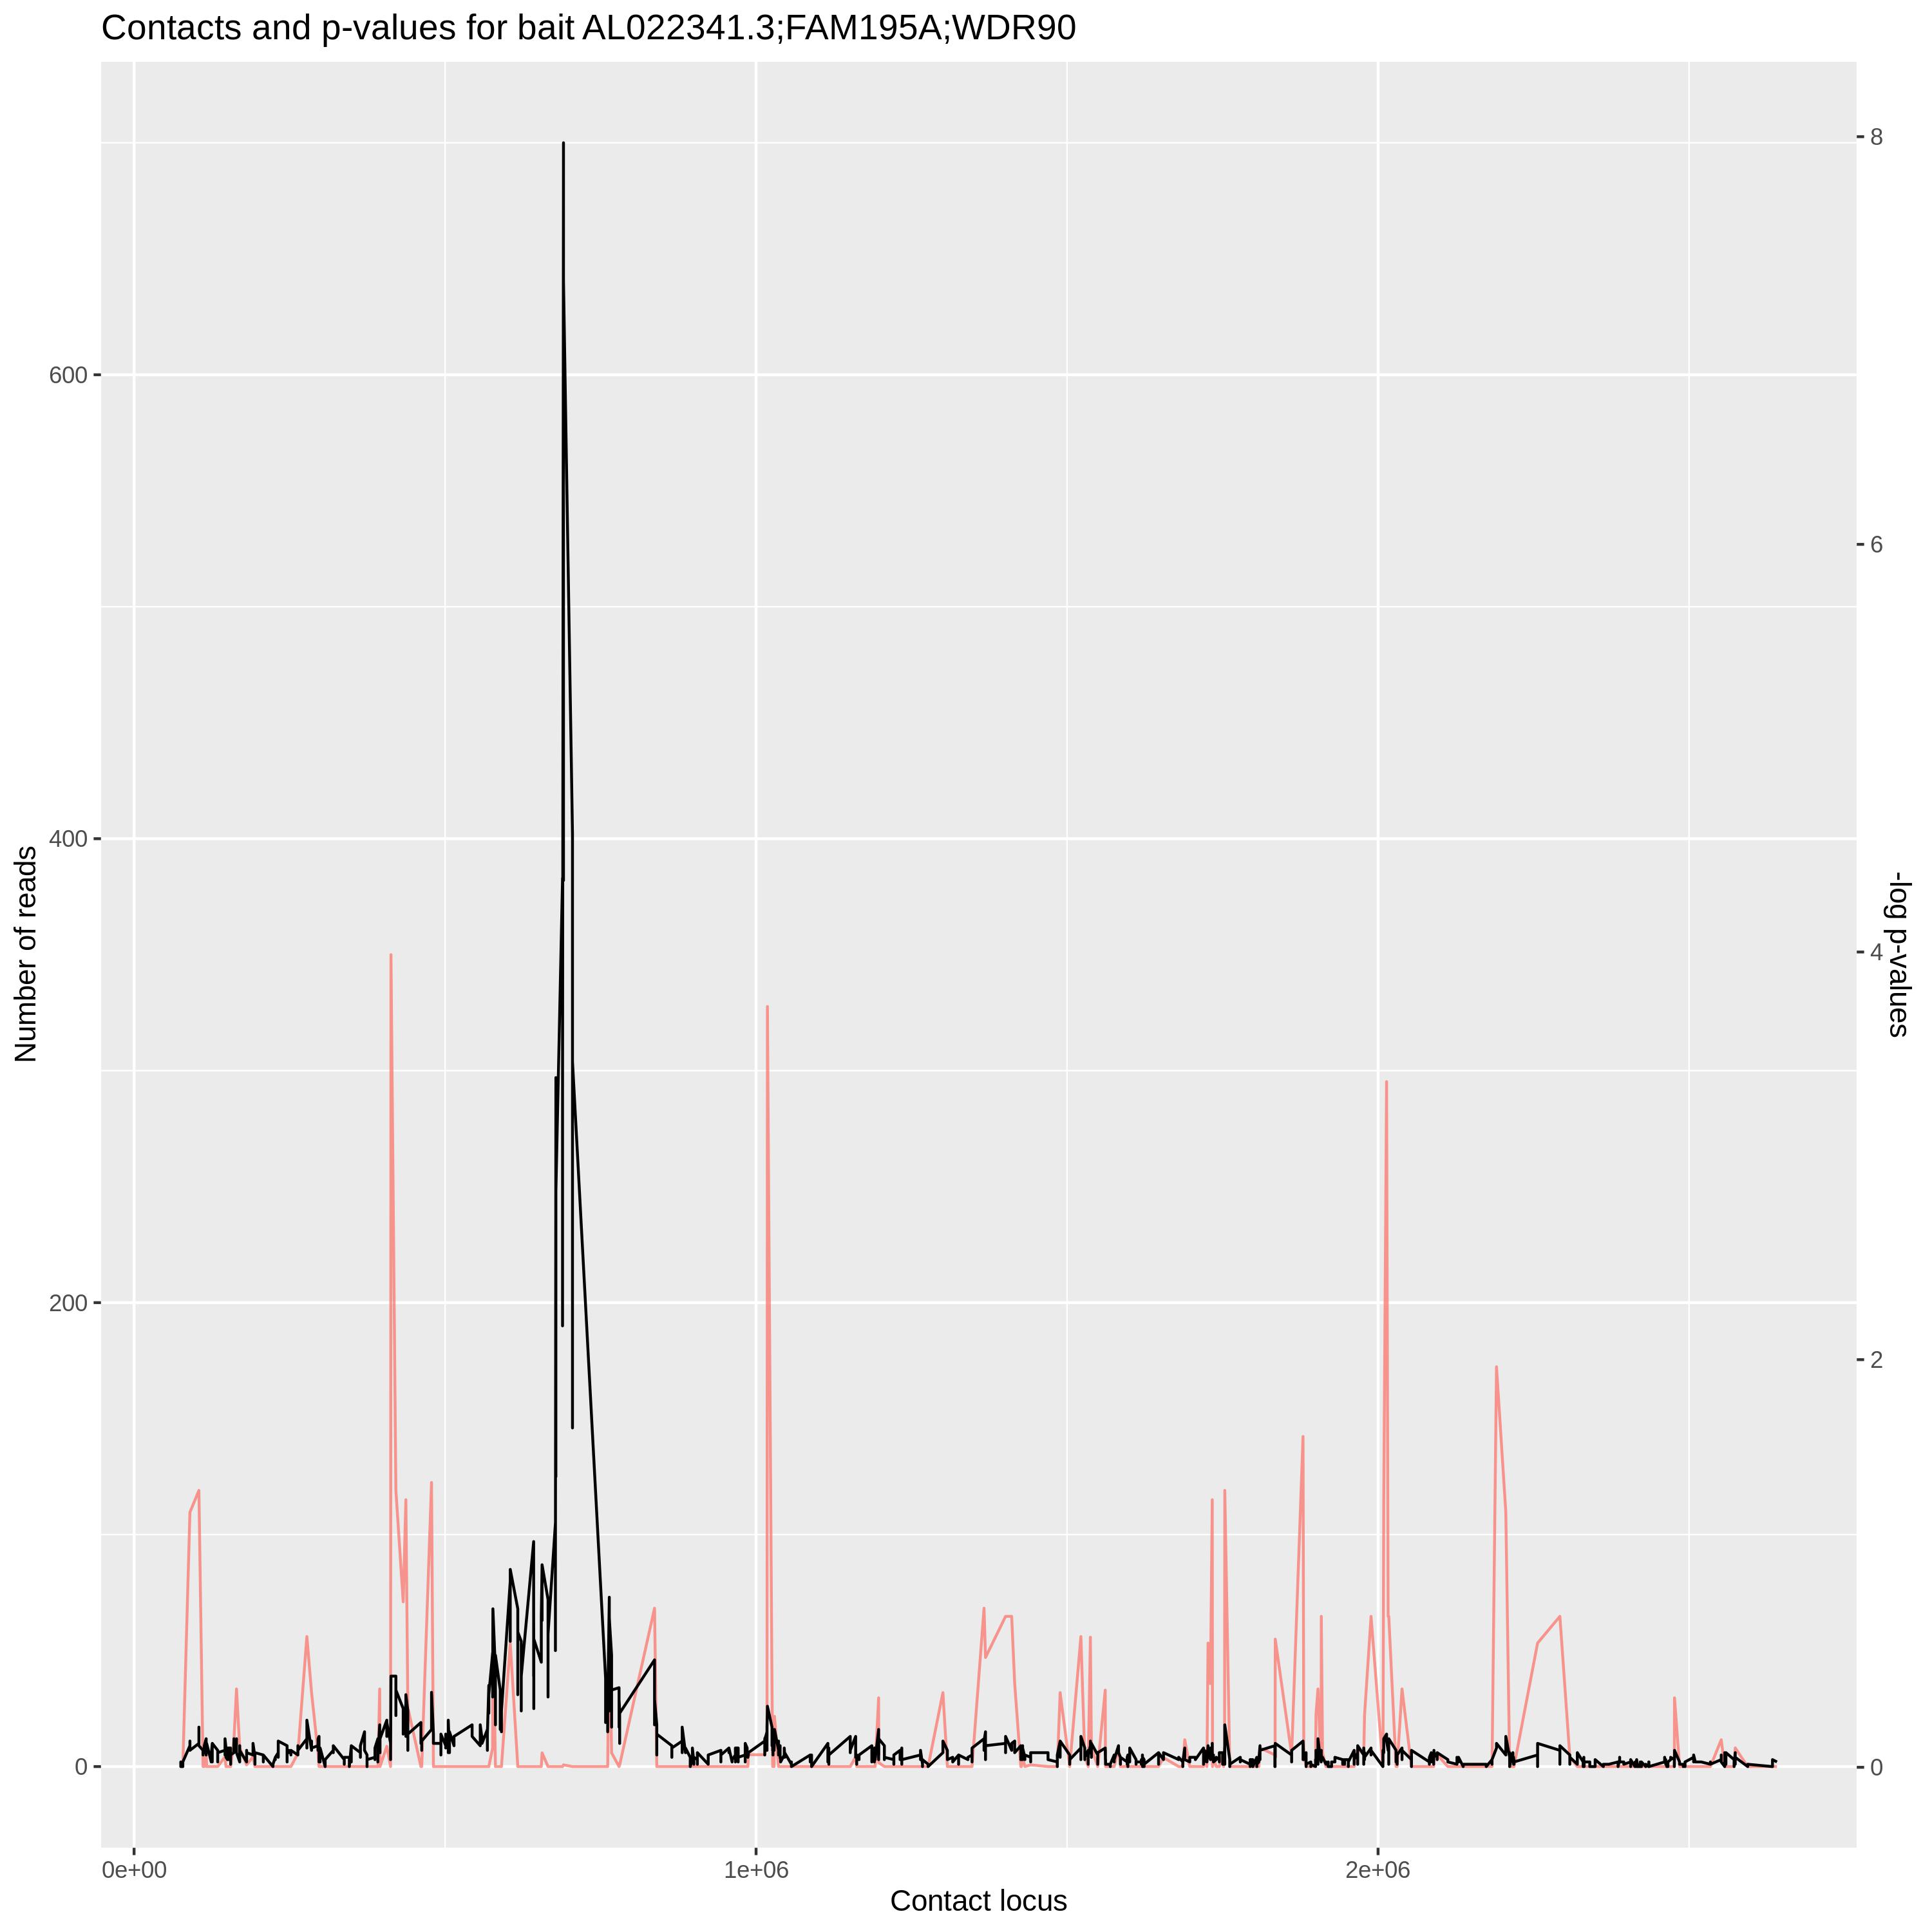 Contacts and p-values for bait AL022341.3;FAM195A;WDR90
Number of reads
600
400
200
0
8
6
4
2
0
-log p-values
0e+00
1e+06
2e+06
Contact locus